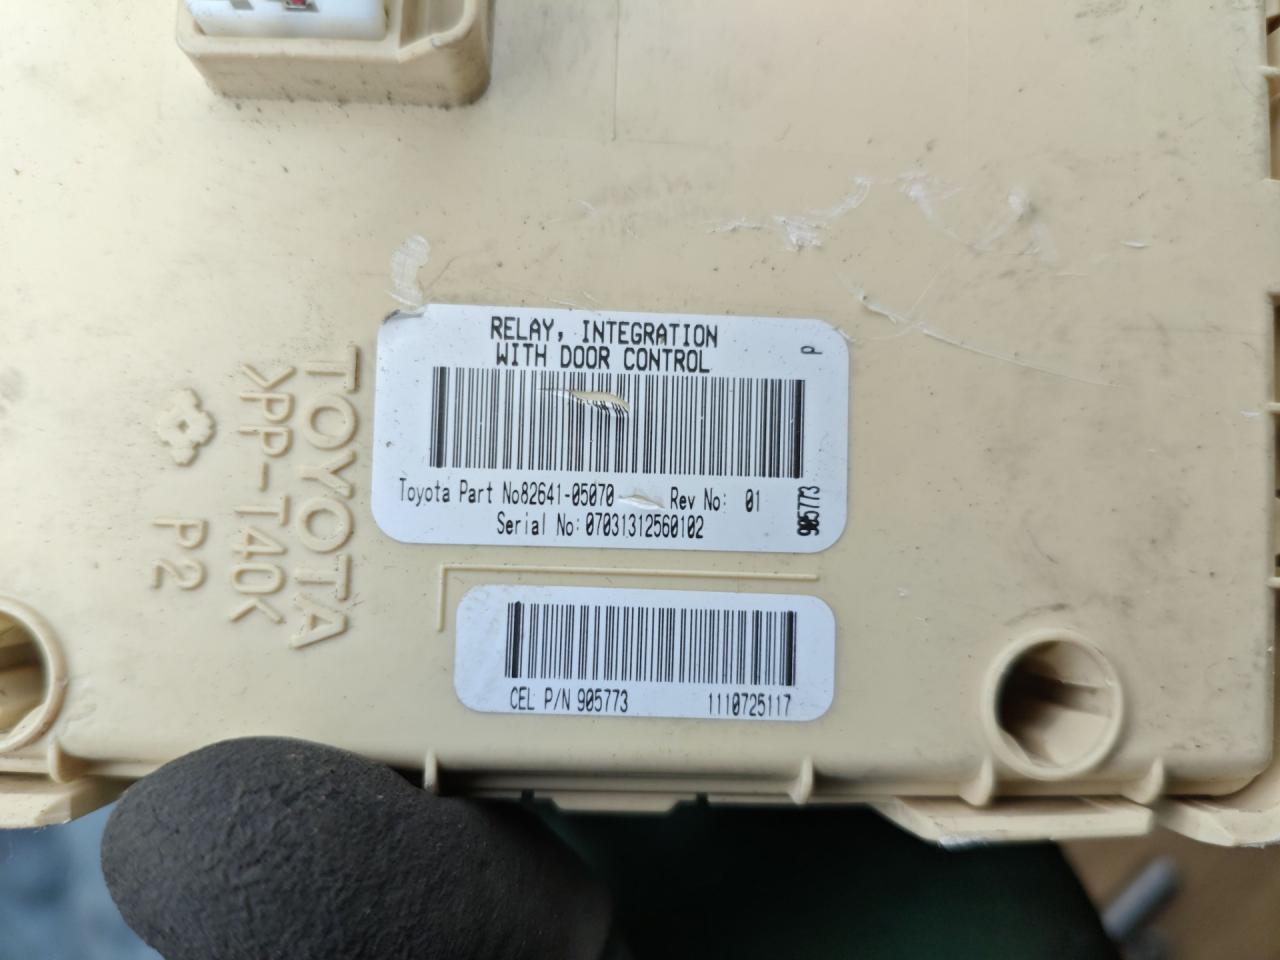 RELAY, INTEGRATION
WITH DOOR CONTROL
P
Toyota Part No82641-05070 Rev No: 01
Serial No: 07031312560102
905773
CEL P/N 905773 1110725117
TOYOTA
>PP-T40<
P2